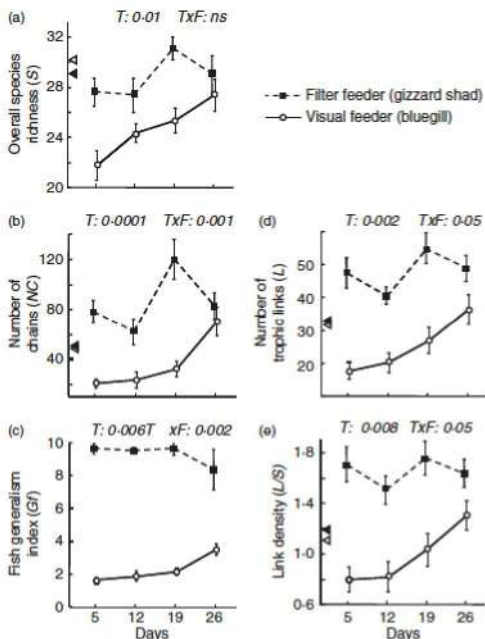 (a)
T: 0·01 TxF: ns
32
28
24
20
Overall species
richness (S)
Filter feeder (gizzard shad)
Visual feeder (bluegill)
(b)
T: 0·0001 TxF: 0·001
120
80
40
Number of
chains (NC)
(d)
T: 0·002 TxF: 0·05
50
40
30
20
Number of
trophic links (L)
(c)
T: 0·006T xF: 0·002
10
8
6
4
2
0
Fish generalism
index (Gf)
5 12 19 26
Days
(e)
T: 0·008 TxF: 0·05
1·8
1·4
1·0
0·6
Link density (L/S)
5 12 19 26
Days